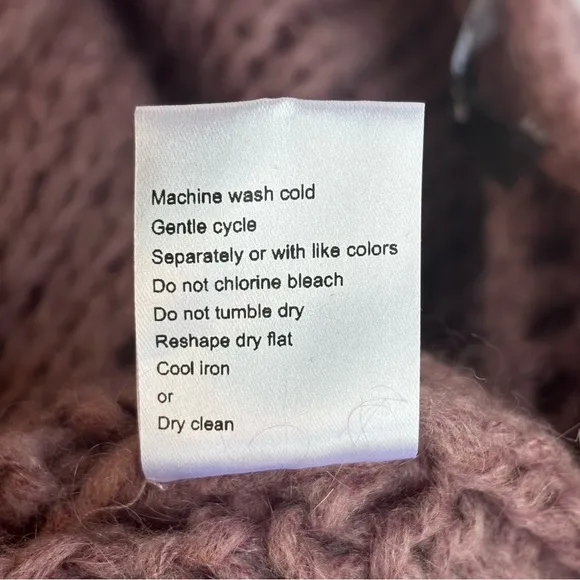 Machine wash cold
Gentle cycle
Separately or with like colors
Do not chlorine bleach
Do not tumble dry
Reshape dry flat
Cool iron
or
Dry clean